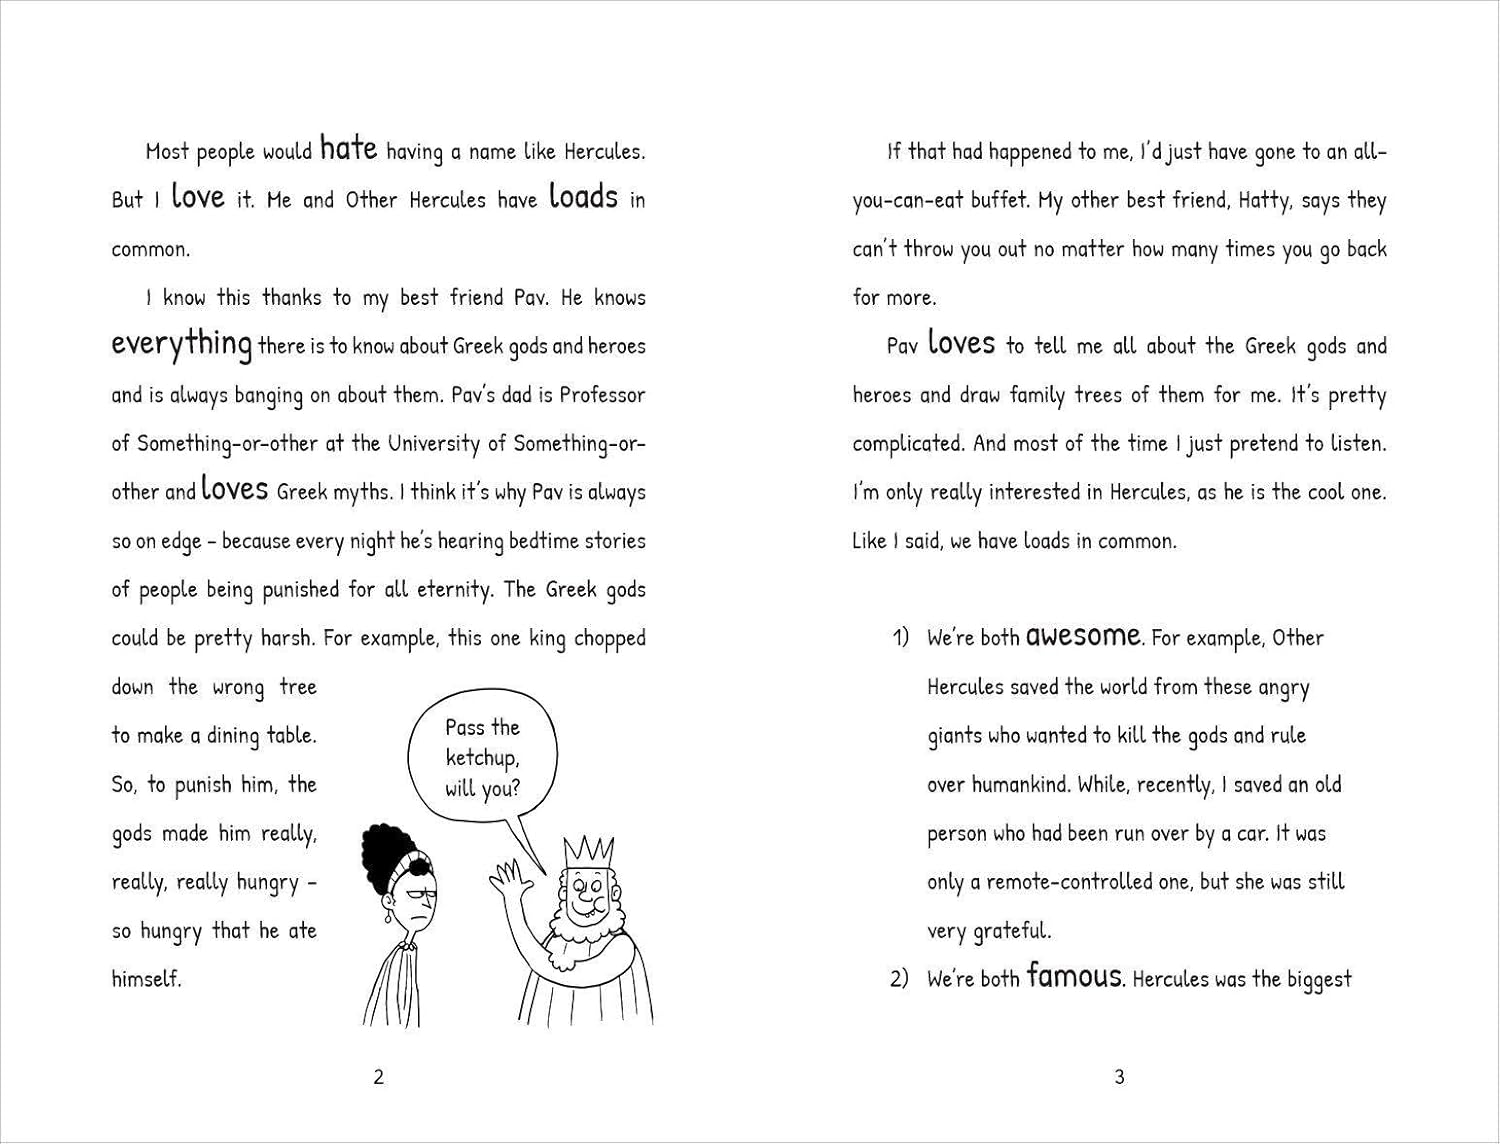 Most people would hate having a name like Hercules.
But I love it. Me and Other Hercules have loads in
common.
I know this thanks to my best friend Pav. He knows
everything there is to know about Greek gods and heroes
and is always banging on about them. Pav's dad is Professor
of Something-or-other at the University of Something-or-
other and loves Greek myths. I think it's why Pav is always
so on edge – because every night he's hearing bedtime stories
of people being punished for all eternity. The Greek gods
could be pretty harsh. For example, this one king chopped
down the wrong tree
to make a dining table.
So, to punish him, the
gods made him really,
really, really hungry –
so hungry that he ate
himself.
Pass the
ketchup,
will you?
2
If that had happened to me, I'd just have gone to an all-
you-can-eat buffet. My other best friend, Hatty, says they
can't throw you out no matter how many times you go back
for more.
Pav loves to tell me all about the Greek gods and
heroes and draw family trees of them for me. It's pretty
complicated. And most of the time I just pretend to listen.
I'm only really interested in Hercules, as he is the cool one.
Like I said, we have loads in common.
1) We're both awesome. For example, Other
Hercules saved the world from these angry
giants who wanted to kill the gods and rule
over humankind. While, recently, I saved an old
person who had been run over by a car. It was
only a remote-controlled one, but she was still
very grateful.
2) We're both famous. Hercules was the biggest
3